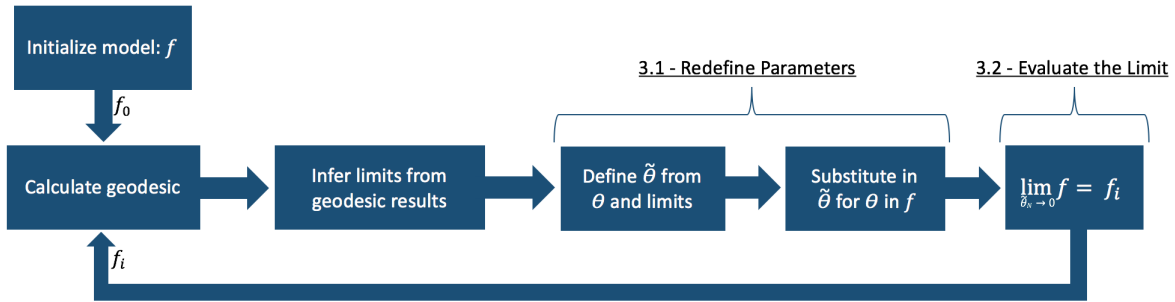 Initialize model: f
f₀
3.1 - Redefine Parameters
3.2 - Evaluate the Limit
Calculate geodesic
Infer limits from
geodesic results
Define θ̃ from
θ and limits
Substitute in
θ̃ for θ in f
lim f = fᵢ
θ̃ₙ → 0
fᵢ